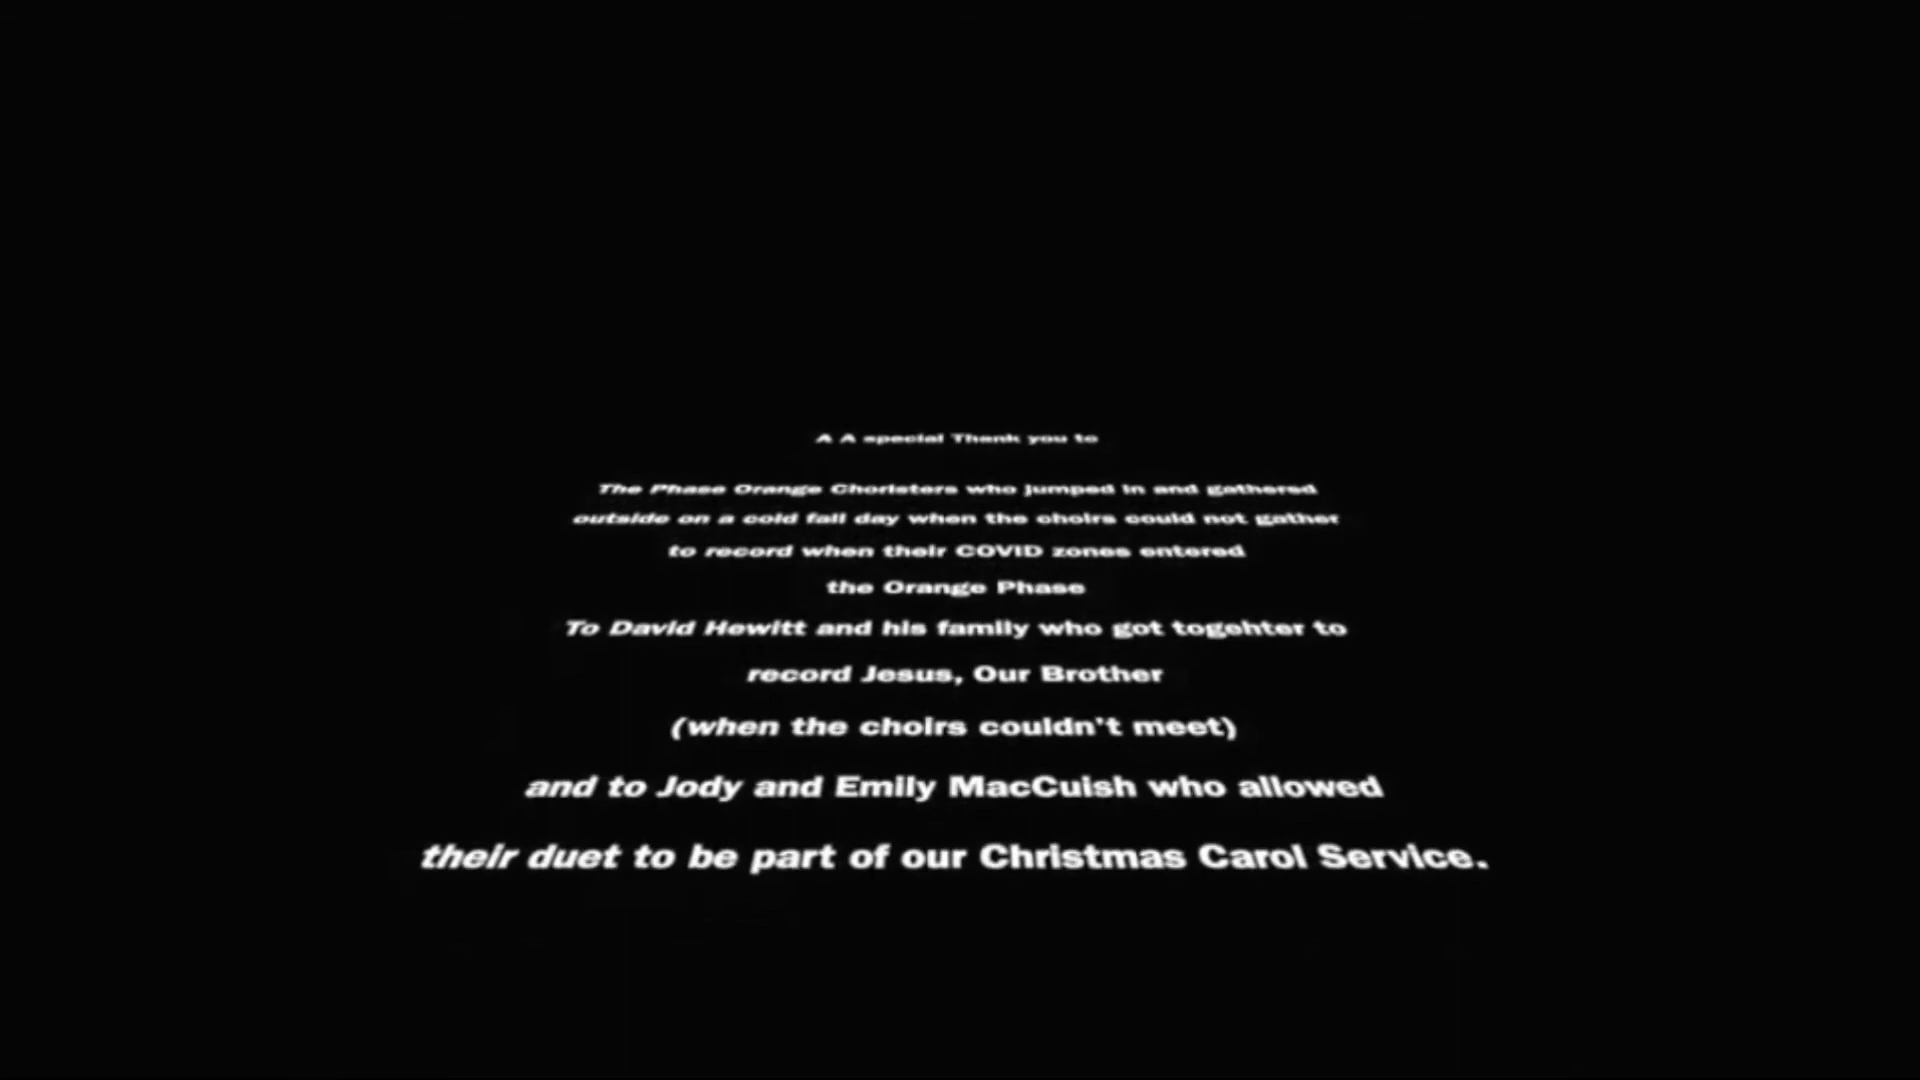 A A special Thank you to
The Phase Orange Choristers who jumped in and gathered
outside on a cold fall day when the choirs could not gather
to record when their COVID zones entered
the Orange Phase
To David Hewitt and his family who got togehter to
record Jesus, Our Brother
(when the choirs couldn't meet)
and to Jody and Emily MacCuish who allowed
their duet to be part of our Christmas Carol Service.